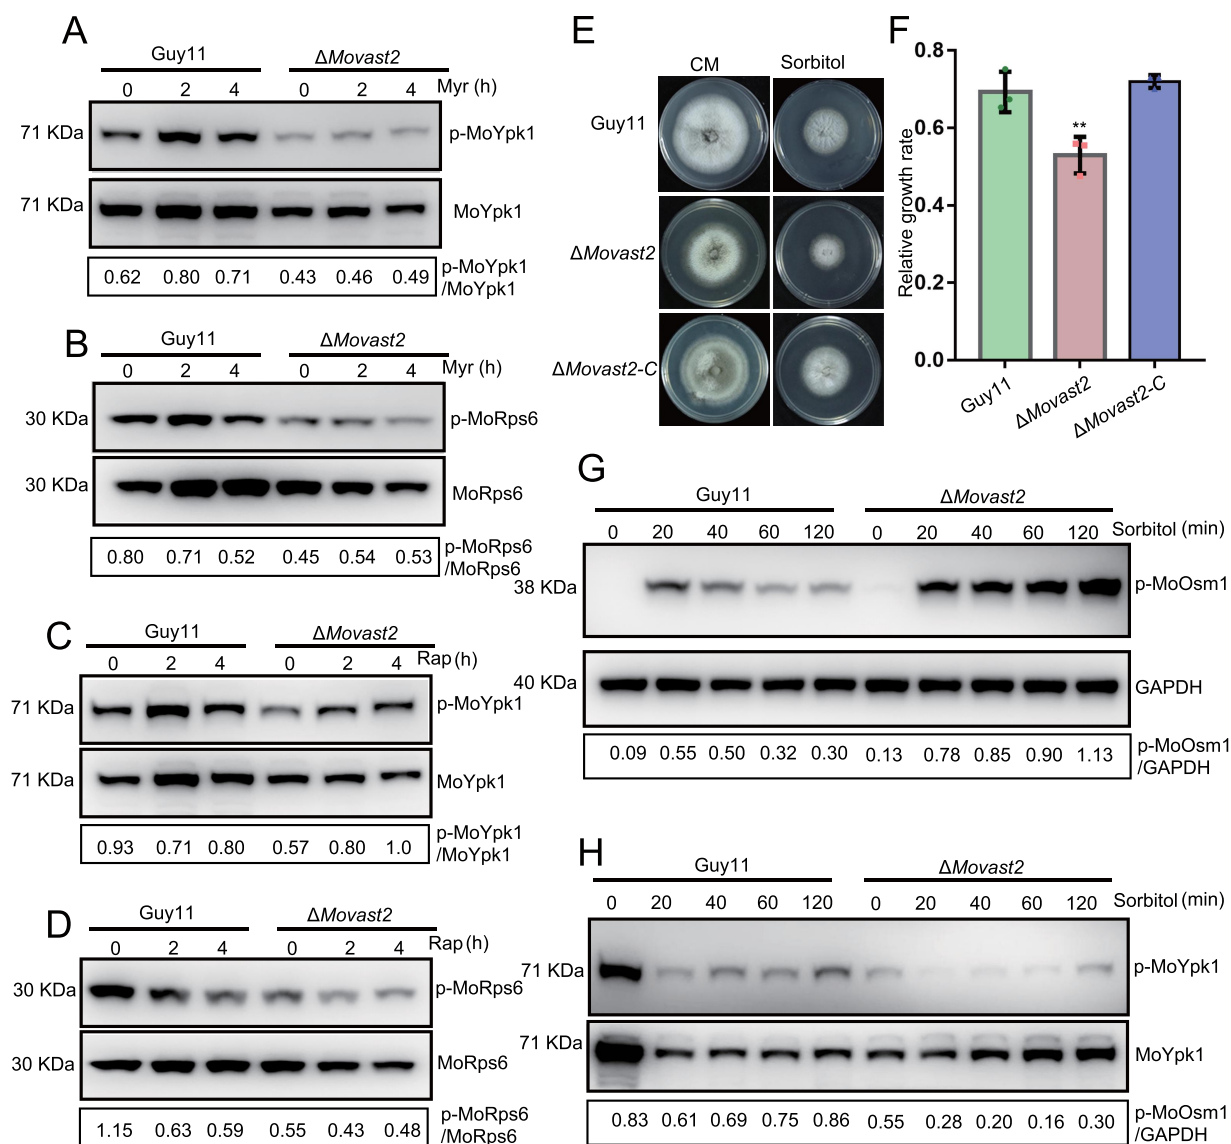 A
Guy11 ΔMovast2
0 2 4 0 2 4 Myr (h)
71 KDa p-MoYpk1
71 KDa MoYpk1
0.62 0.80 0.71 0.43 0.46 0.49 p-MoYpk1
/MoYpk1
B
Guy11 ΔMovast2
0 2 4 0 2 4 Myr (h)
30 KDa p-MoRps6
30 KDa MoRps6
0.80 0.71 0.52 0.45 0.54 0.53 p-MoRps6
/MoRps6
C
Guy11 ΔMovast2
0 2 4 0 2 4 Rap (h)
71 KDa p-MoYpk1
71 KDa MoYpk1
0.93 0.71 0.80 0.57 0.80 1.0 p-MoYpk1
/MoYpk1
D
Guy11 ΔMovast2
0 2 4 0 2 4 Rap (h)
30 KDa p-MoRps6
30 KDa MoRps6
1.15 0.63 0.59 0.55 0.43 0.48 p-MoRps6
/MoRps6
E
CM Sorbitol
Guy11
ΔMovast2
ΔMovast2-C
F
Relative growth rate
0.8
0.6
0.4
0.2
0.0
**
Guy11 ΔMovast2 ΔMovast2-C
G
Guy11 ΔMovast2
0 20 40 60 120 0 20 40 60 120 Sorbitol (min)
38 KDa p-MoOsm1
40 KDa GAPDH
0.09 0.55 0.50 0.32 0.30 0.13 0.78 0.85 0.90 1.13 p-MoOsm1
/GAPDH
H
Guy11 ΔMovast2
0 20 40 60 120 0 20 40 60 120 Sorbitol (min)
71 KDa p-MoYpk1
71 KDa MoYpk1
0.83 0.61 0.69 0.75 0.86 0.55 0.28 0.20 0.16 0.30 p-MoOsm1
/GAPDH